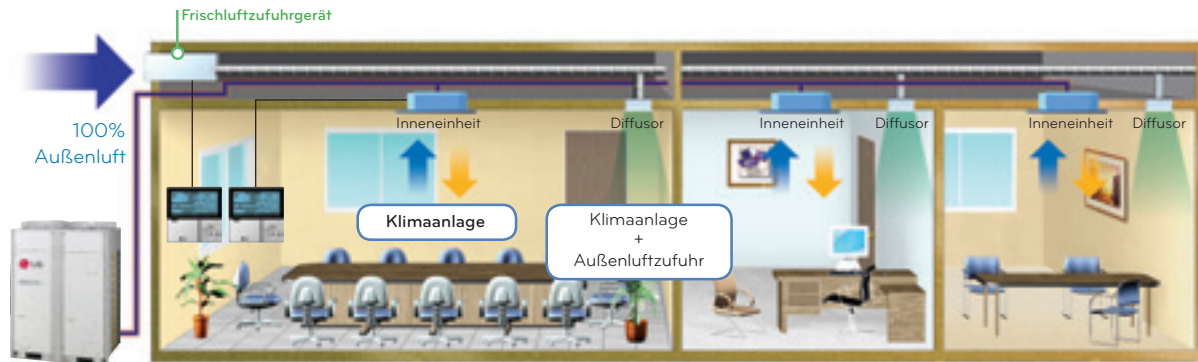 Frischluftzufuhrgerät
100%
Außenluft
Inneneinheit
Diffusor
Inneneinheit
Diffusor
Inneneinheit
Diffusor
Klimaanlage
Klimaanlage
+
Außenluftzufuhr
LG